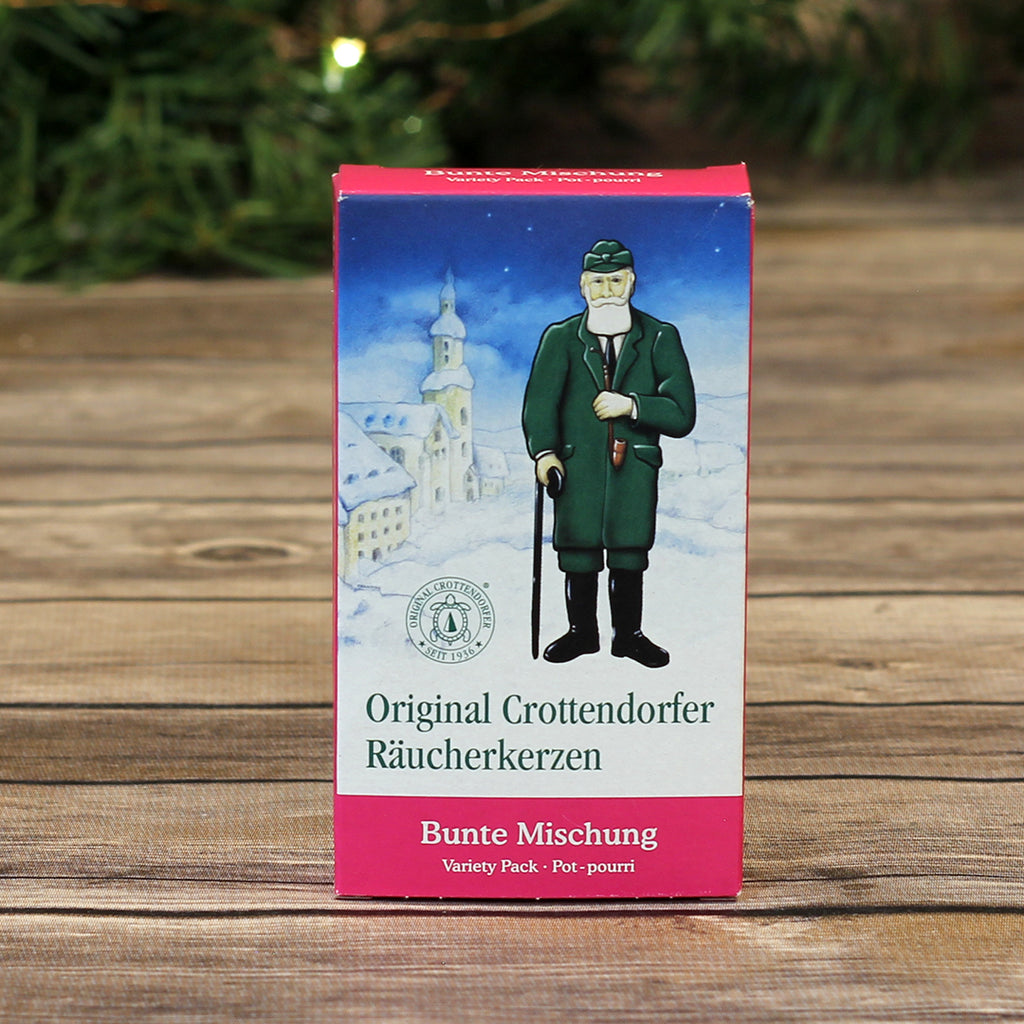 Bunte Mischung
Variety Pack · Pot-pourri
ORIGINAL CROTTENDORFER
®
★ SEIT 1936 ★
Original Crottendorfer
Räucherkerzen
Bunte Mischung
Variety Pack · Pot-pourri